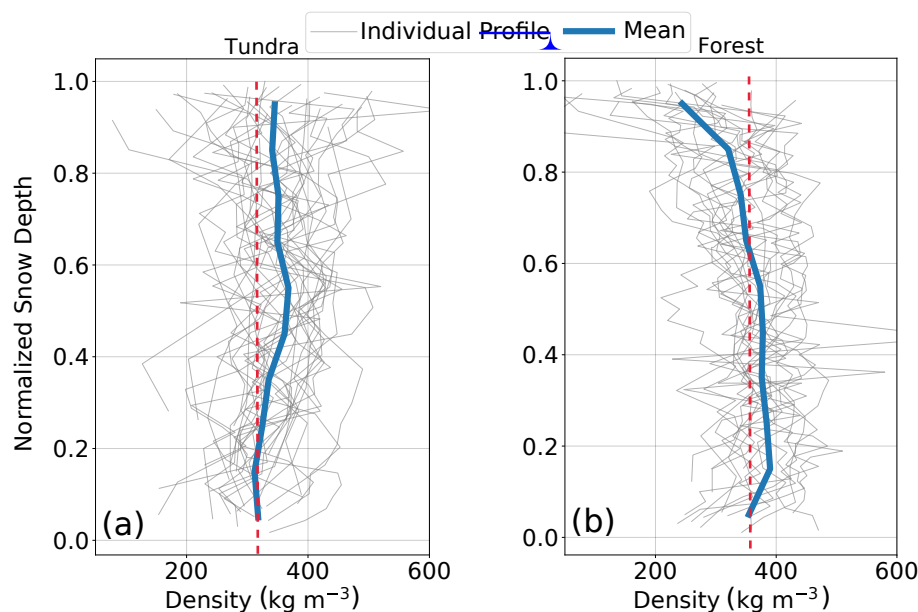 Individual Profile Mean
Tundra Forest
1.0 1.0
0.8 0.8
0.6 0.6
0.4 0.4
0.2 0.2
0.0 0.0
Normalized Snow Depth
(a) (b)
200 400 600 200 400 600
Density (kg m⁻³) Density (kg m⁻³)